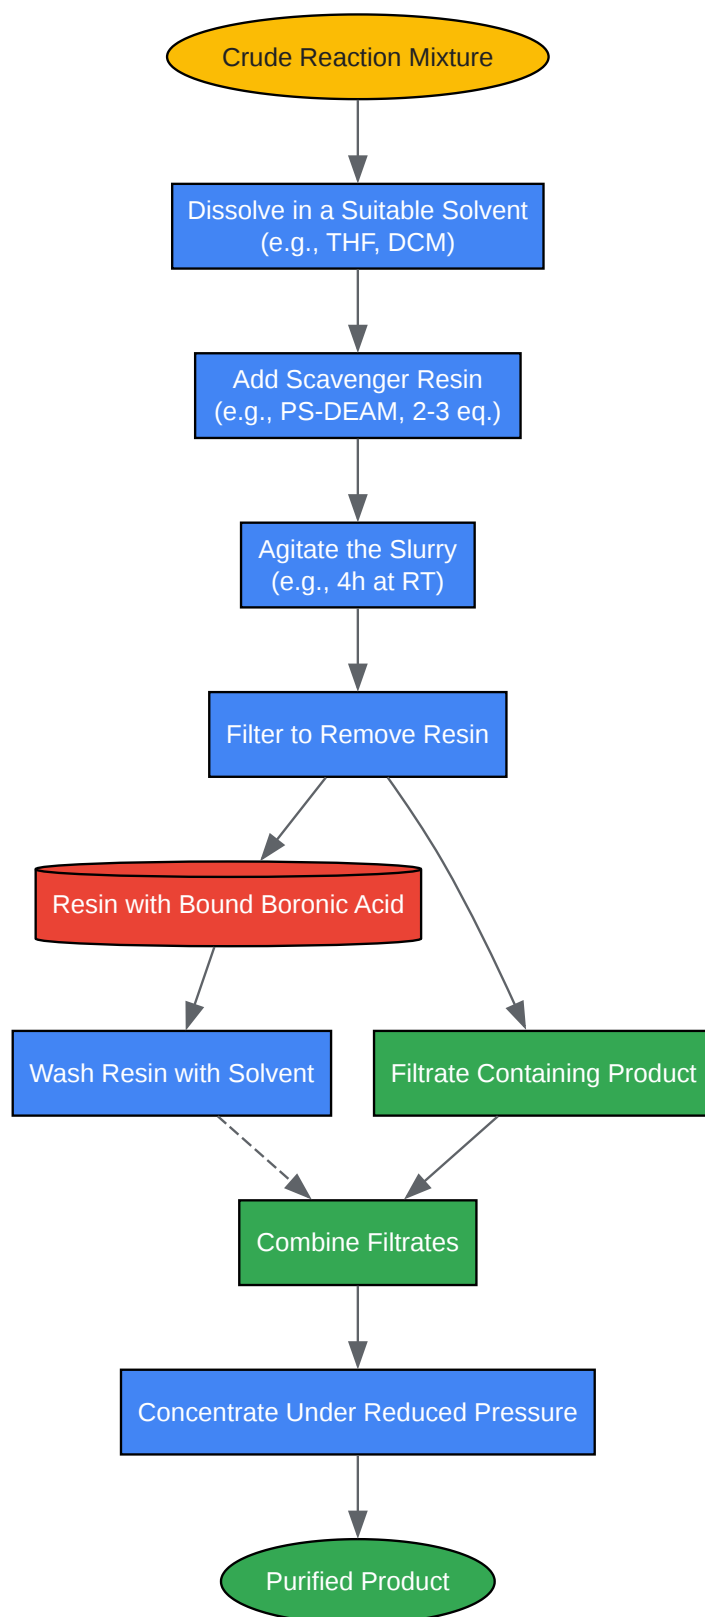 Crude Reaction Mixture
Dissolve in a Suitable Solvent
(e.g., THF, DCM)
Add Scavenger Resin
(e.g., PS-DEAM, 2-3 eq.)
Agitate the Slurry
(e.g., 4h at RT)
Filter to Remove Resin
Resin with Bound Boronic Acid
Wash Resin with Solvent
Filtrate Containing Product
Combine Filtrates
Concentrate Under Reduced Pressure
Purified Product